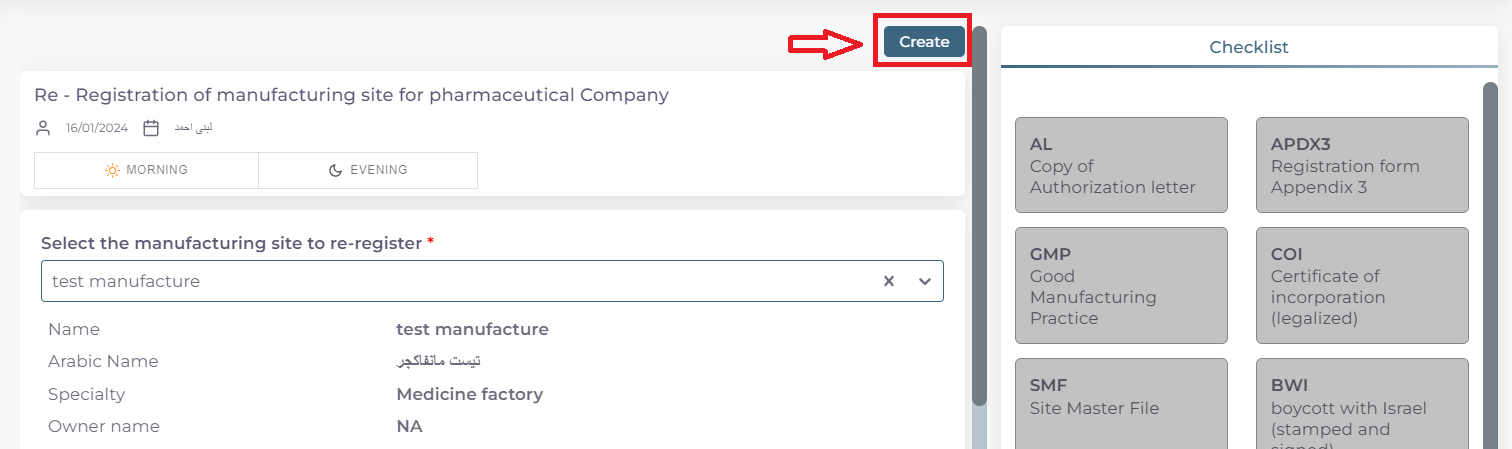 Create
Re - Registration of manufacturing site for pharmaceutical Company
16/01/2024 لبنى احمد
MORNING EVENING
Select the manufacturing site to re-register *
test manufacture
Name test manufacture
Arabic Name تيست مانفاكچر
Specialty Medicine factory
Owner name NA
Checklist
AL
Copy of
Authorization letter
APDX3
Registration form
Appendix 3
GMP
Good
Manufacturing
Practice
COI
Certificate of
incorporation
(legalized)
SMF
Site Master File
BWI
boycott with Israel
(stamped and
signed)